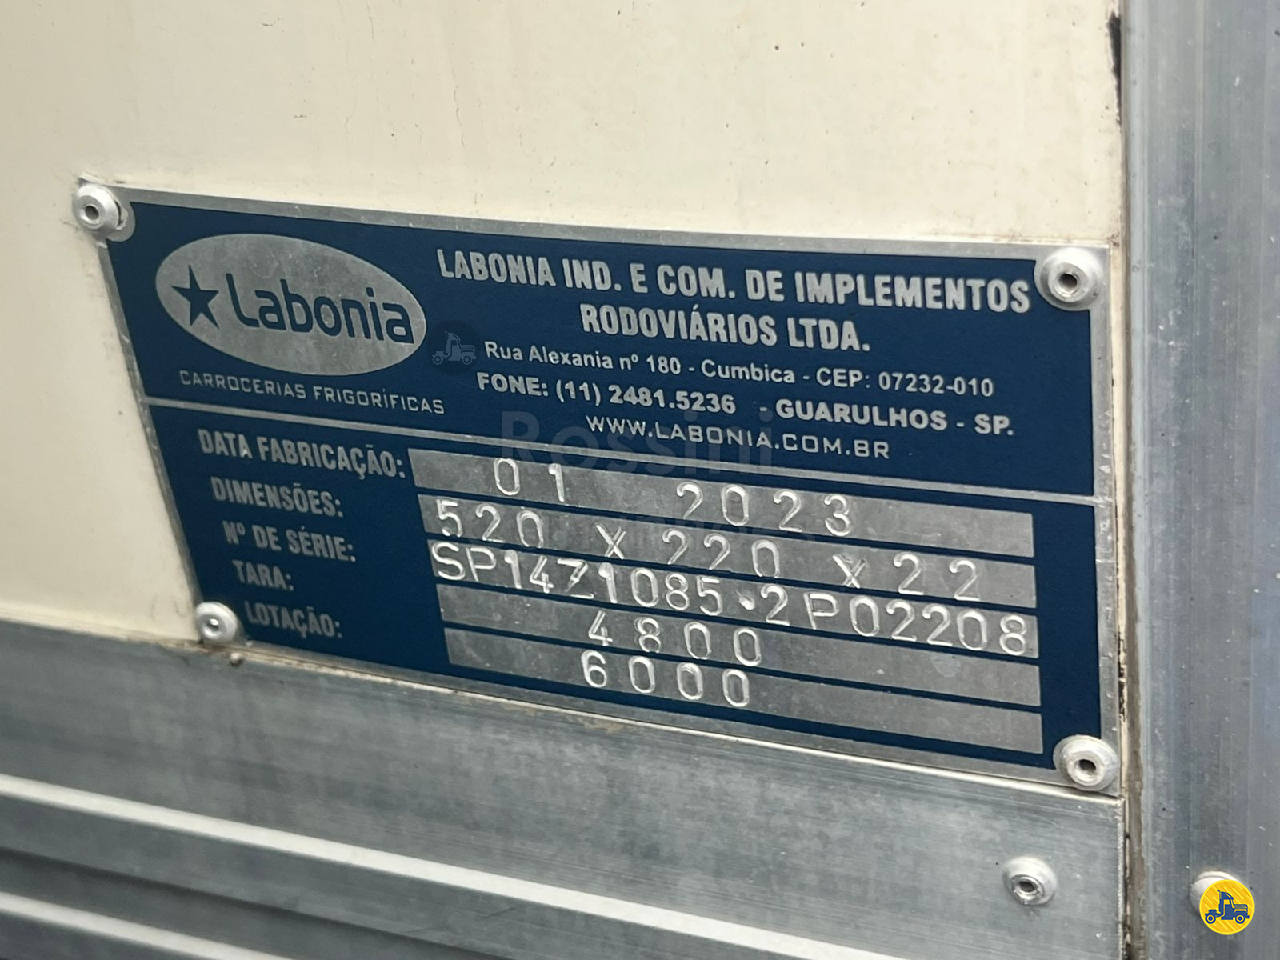 Labonia
CARROCERIAS FRIGORÍFICAS
LABONIA IND. E COM. DE IMPLEMENTOS
RODOVIÁRIOS LTDA.
Rua Alexania nº 180 - Cumbica - CEP: 07232-010
FONE: (11) 2481.5236 - GUARULHOS - SP.
WWW.LABONIA.COM.BR
DATA FABRICAÇÃO: 01 2023
DIMENSÕES: 520 X 220 X 22
Nº DE SÉRIE: SP14Z1085.2P02208
TARA: 4800
LOTAÇÃO: 6000
Rossini